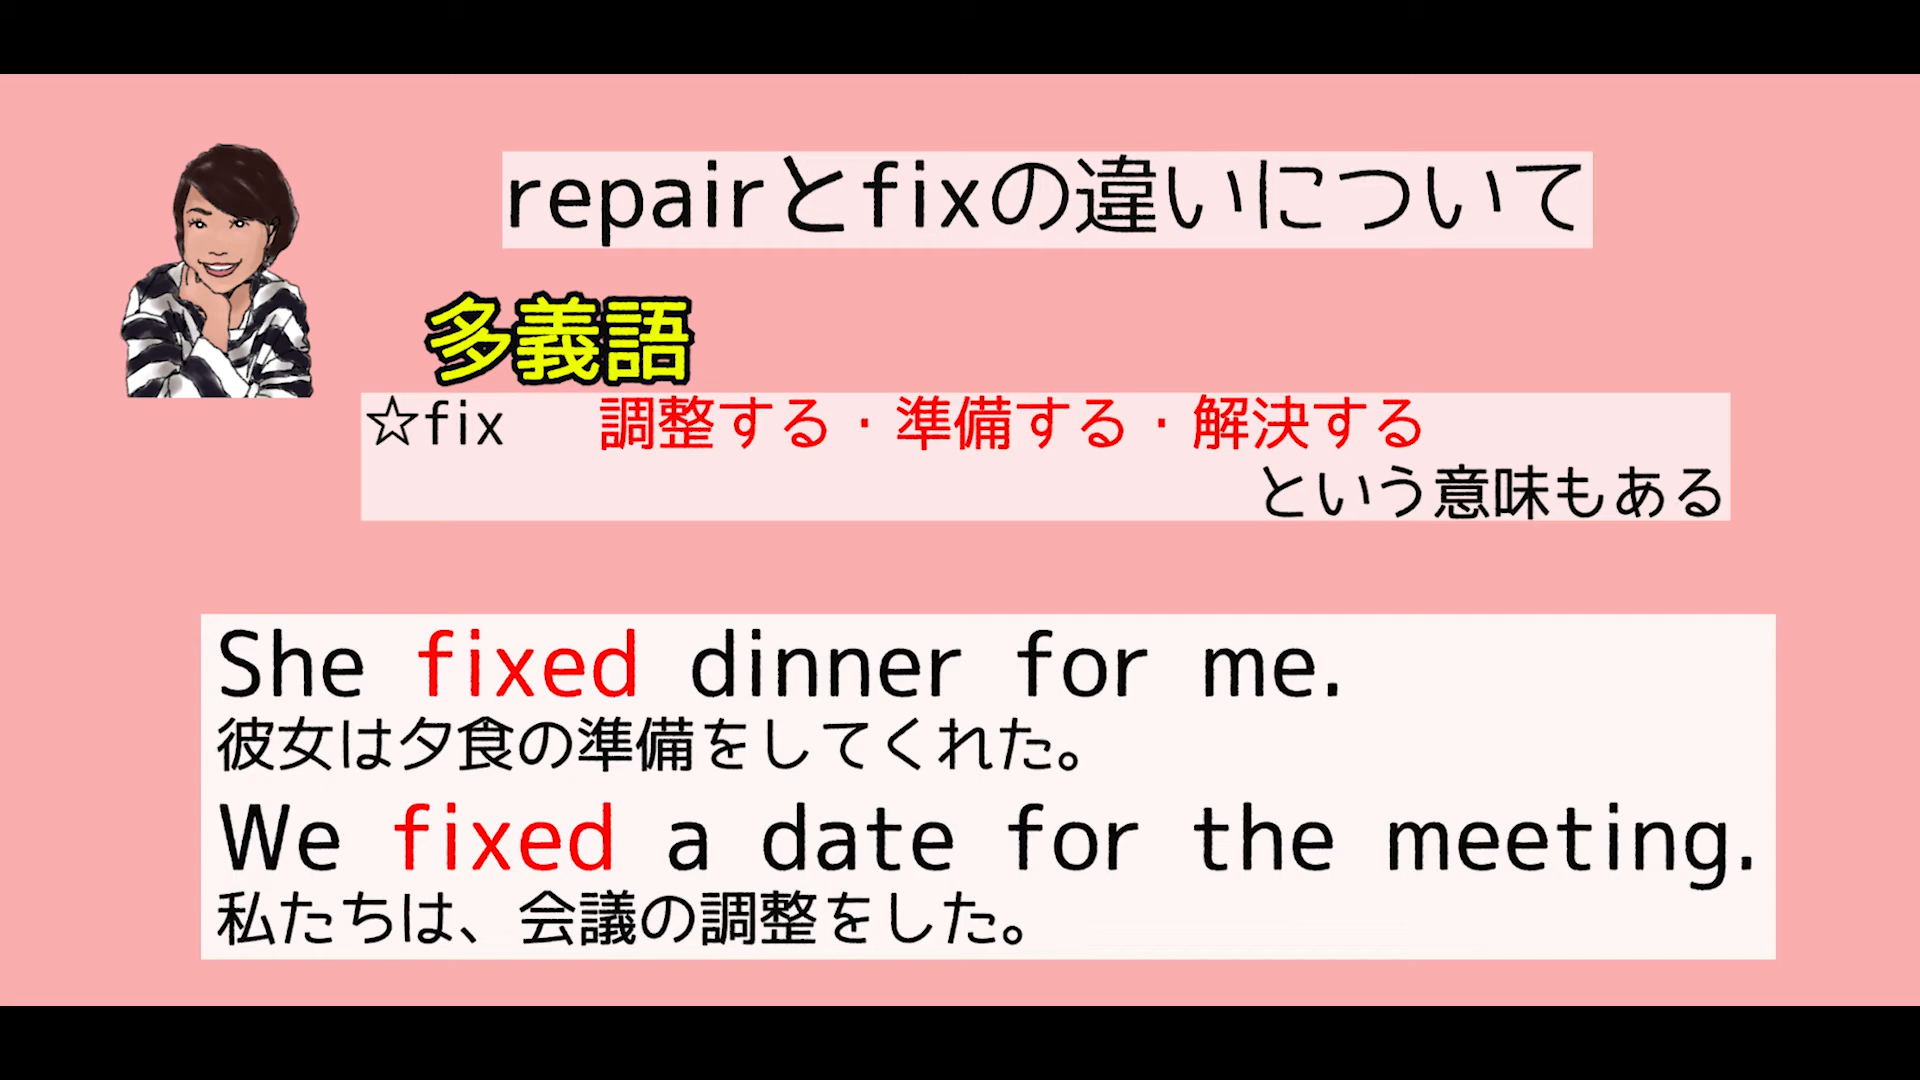 repairとfixの違いについて
多義語
☆fix 調整する・準備する・解決する
という意味もある
She fixed dinner for me.
彼女は夕食の準備をしてくれた。
We fixed a date for the meeting.
私たちは、会議の調整をした。